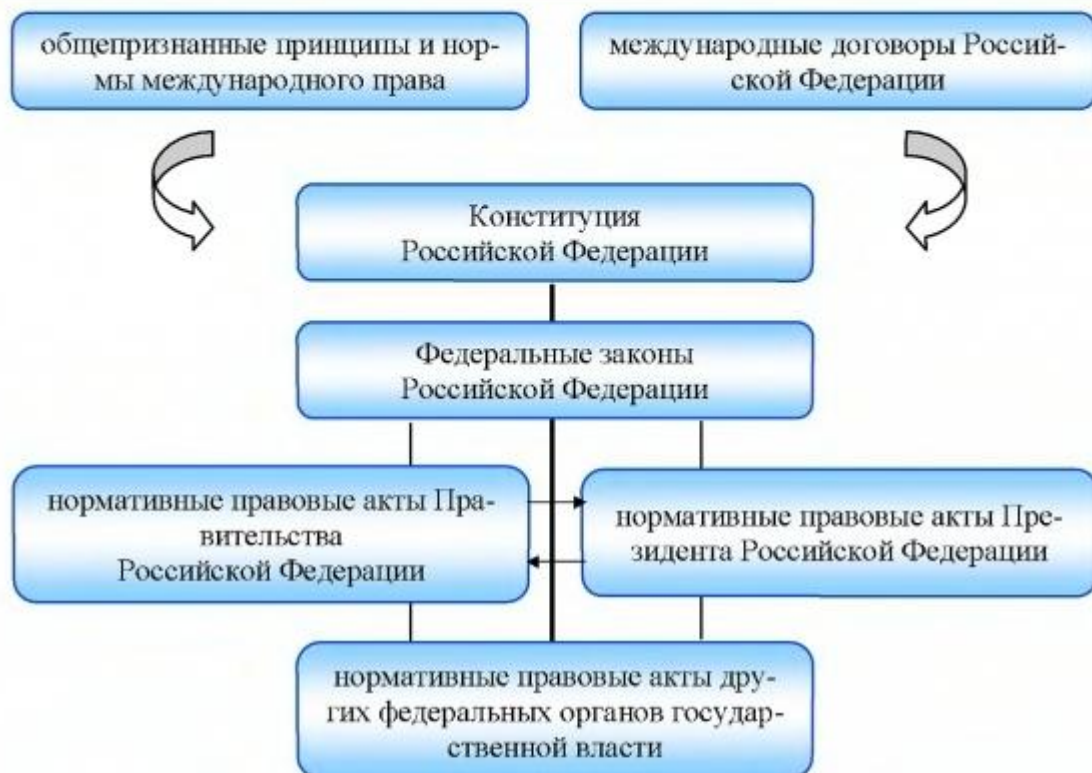 общепризнанные принципы и нор-
мы международного права
международные договоры Россий-
ской Федерации
Конституция
Российской Федерации
Федеральные законы
Российской Федерации
нормативные правовые акты Пра-
вительства
Российской Федерации
нормативные правовые акты Пре-
зидента Российской Федерации
нормативные правовые акты дру-
гих федеральных органов государ-
ственной власти